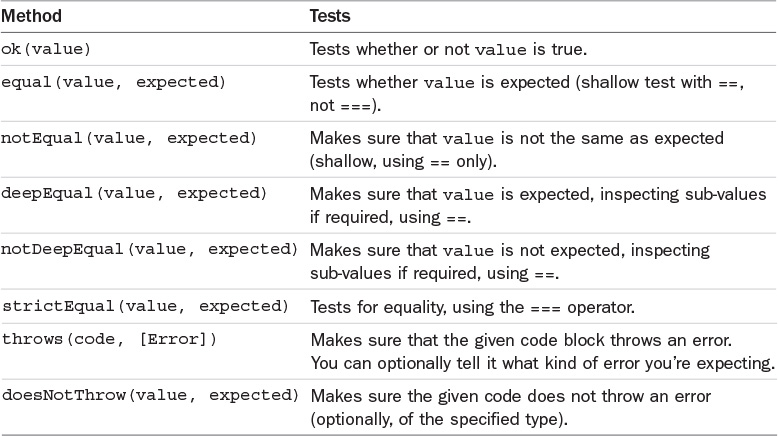 Method Tests
ok(value) Tests whether or not value is true.
equal(value, expected) Tests whether value is expected (shallow test with ==,
not ===).
notEqual(value, expected) Makes sure that value is not the same as expected
(shallow, using == only).
deepEqual(value, expected) Makes sure that value is expected, inspecting sub-values
if required, using ==.
notDeepEqual(value, expected) Makes sure that value is not expected, inspecting
sub-values if required, using ==.
strictEqual(value, expected) Tests for equality, using the === operator.
throws(code, [Error]) Makes sure that the given code block throws an error.
You can optionally tell it what kind of error you’re expecting.
doesNotThrow(value, expected) Makes sure the given code does not throw an error
(optionally, of the specified type).